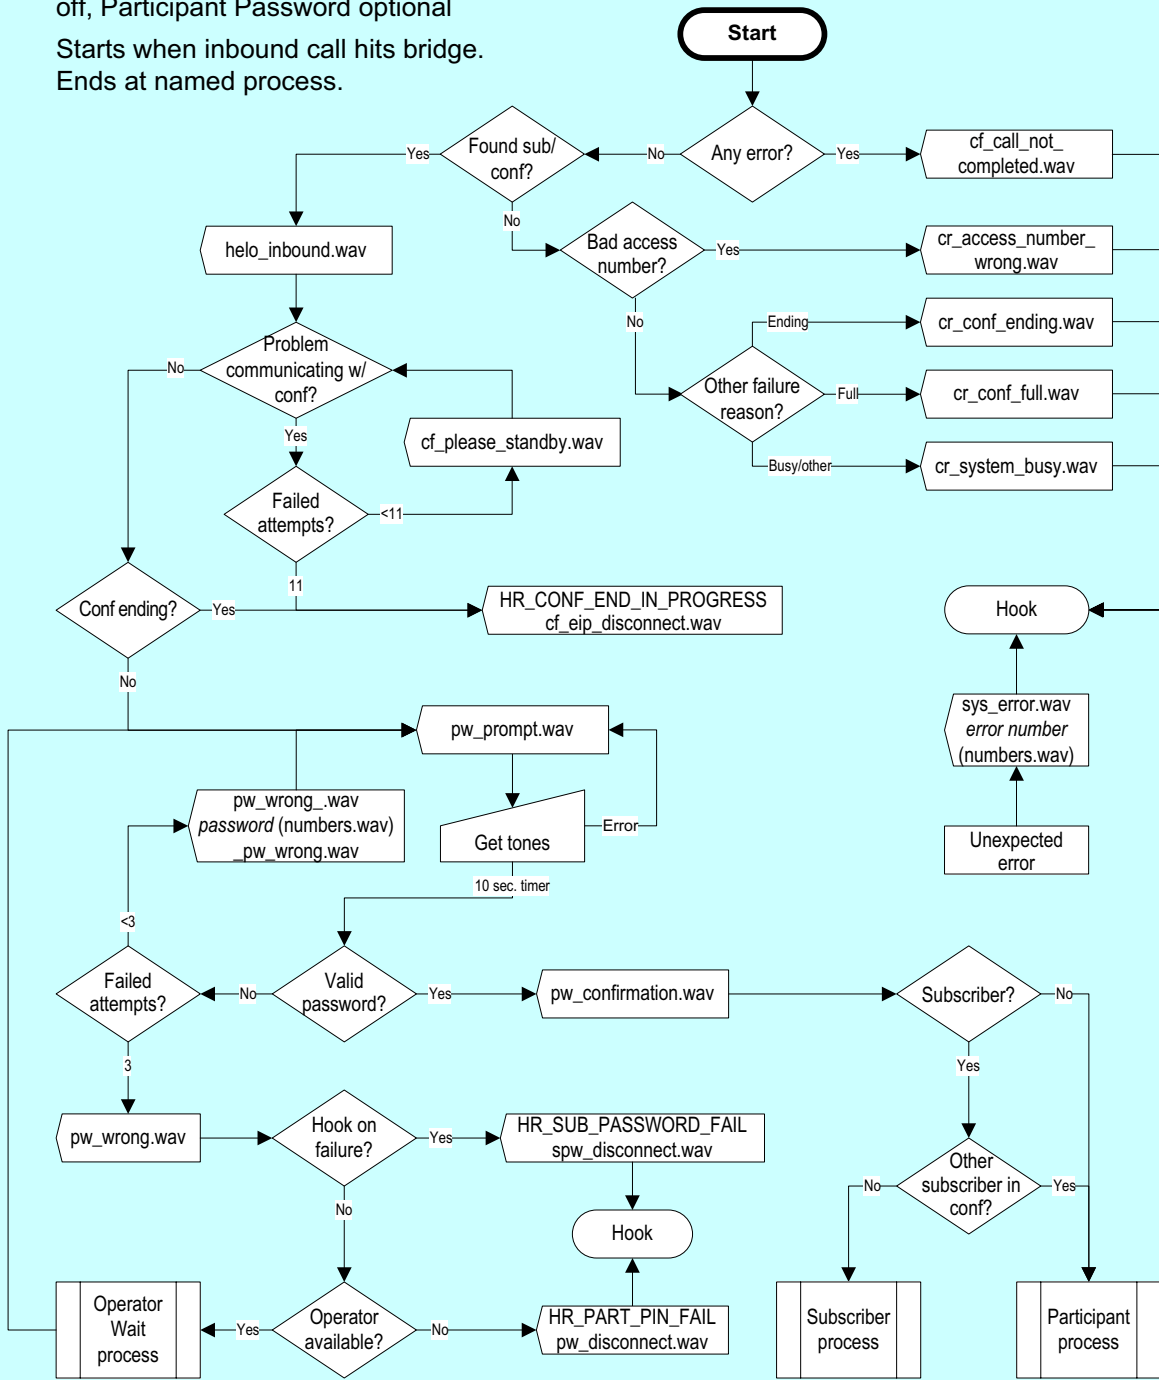 off, Participant Password optional
Starts when inbound call hits bridge.
Ends at named process.
Start
Any error?
No
Yes
cf_call_not_
completed.wav
Found sub/
conf?
Yes
No
helo_inbound.wav
Bad access
number?
Yes
No
cr_access_number_
wrong.wav
Other failure
reason?
Ending
cr_conf_ending.wav
Full
cr_conf_full.wav
Busy/other
cr_system_busy.wav
Problem
communicating w/
conf?
No
Yes
cf_please_standby.wav
Failed
attempts?
<11
11
Conf ending?
Yes
No
HR_CONF_END_IN_PROGRESS
cf_eip_disconnect.wav
Hook
sys_error.wav
error number
(numbers.wav)
Unexpected
error
pw_prompt.wav
Get tones
Error
10 sec. timer
pw_wrong_.wav
password (numbers.wav)
_pw_wrong.wav
<3
Failed
attempts?
No
Valid
password?
Yes
pw_confirmation.wav
Subscriber?
No
Yes
3
pw_wrong.wav
Hook on
failure?
Yes
No
HR_SUB_PASSWORD_FAIL
spw_disconnect.wav
Hook
Other
subscriber in
conf?
No
Yes
Operator
Wait
process
Yes
Operator
available?
No
HR_PART_PIN_FAIL
pw_disconnect.wav
Subscriber
process
Participant
process